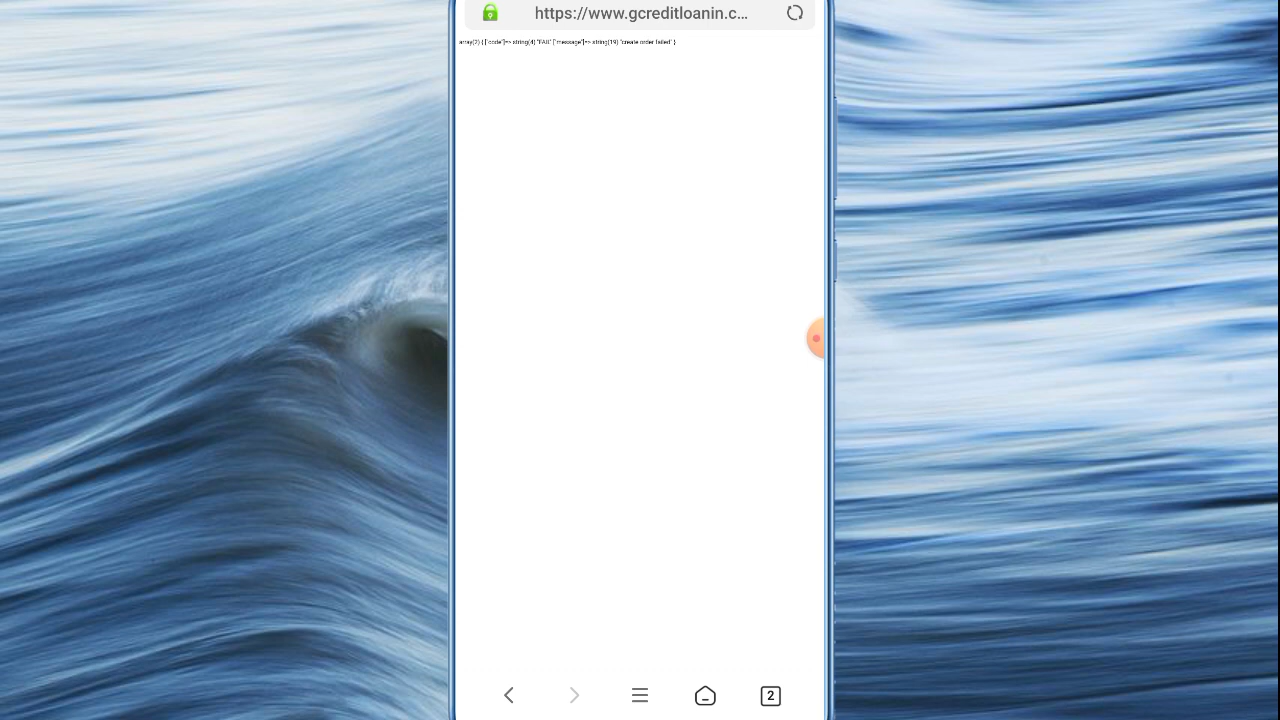 https://www.gcreditloanin.c...
array(2) { ["code"]=> string(4) "FAIL" ["message"]=> string(19) "create order failed" }
2